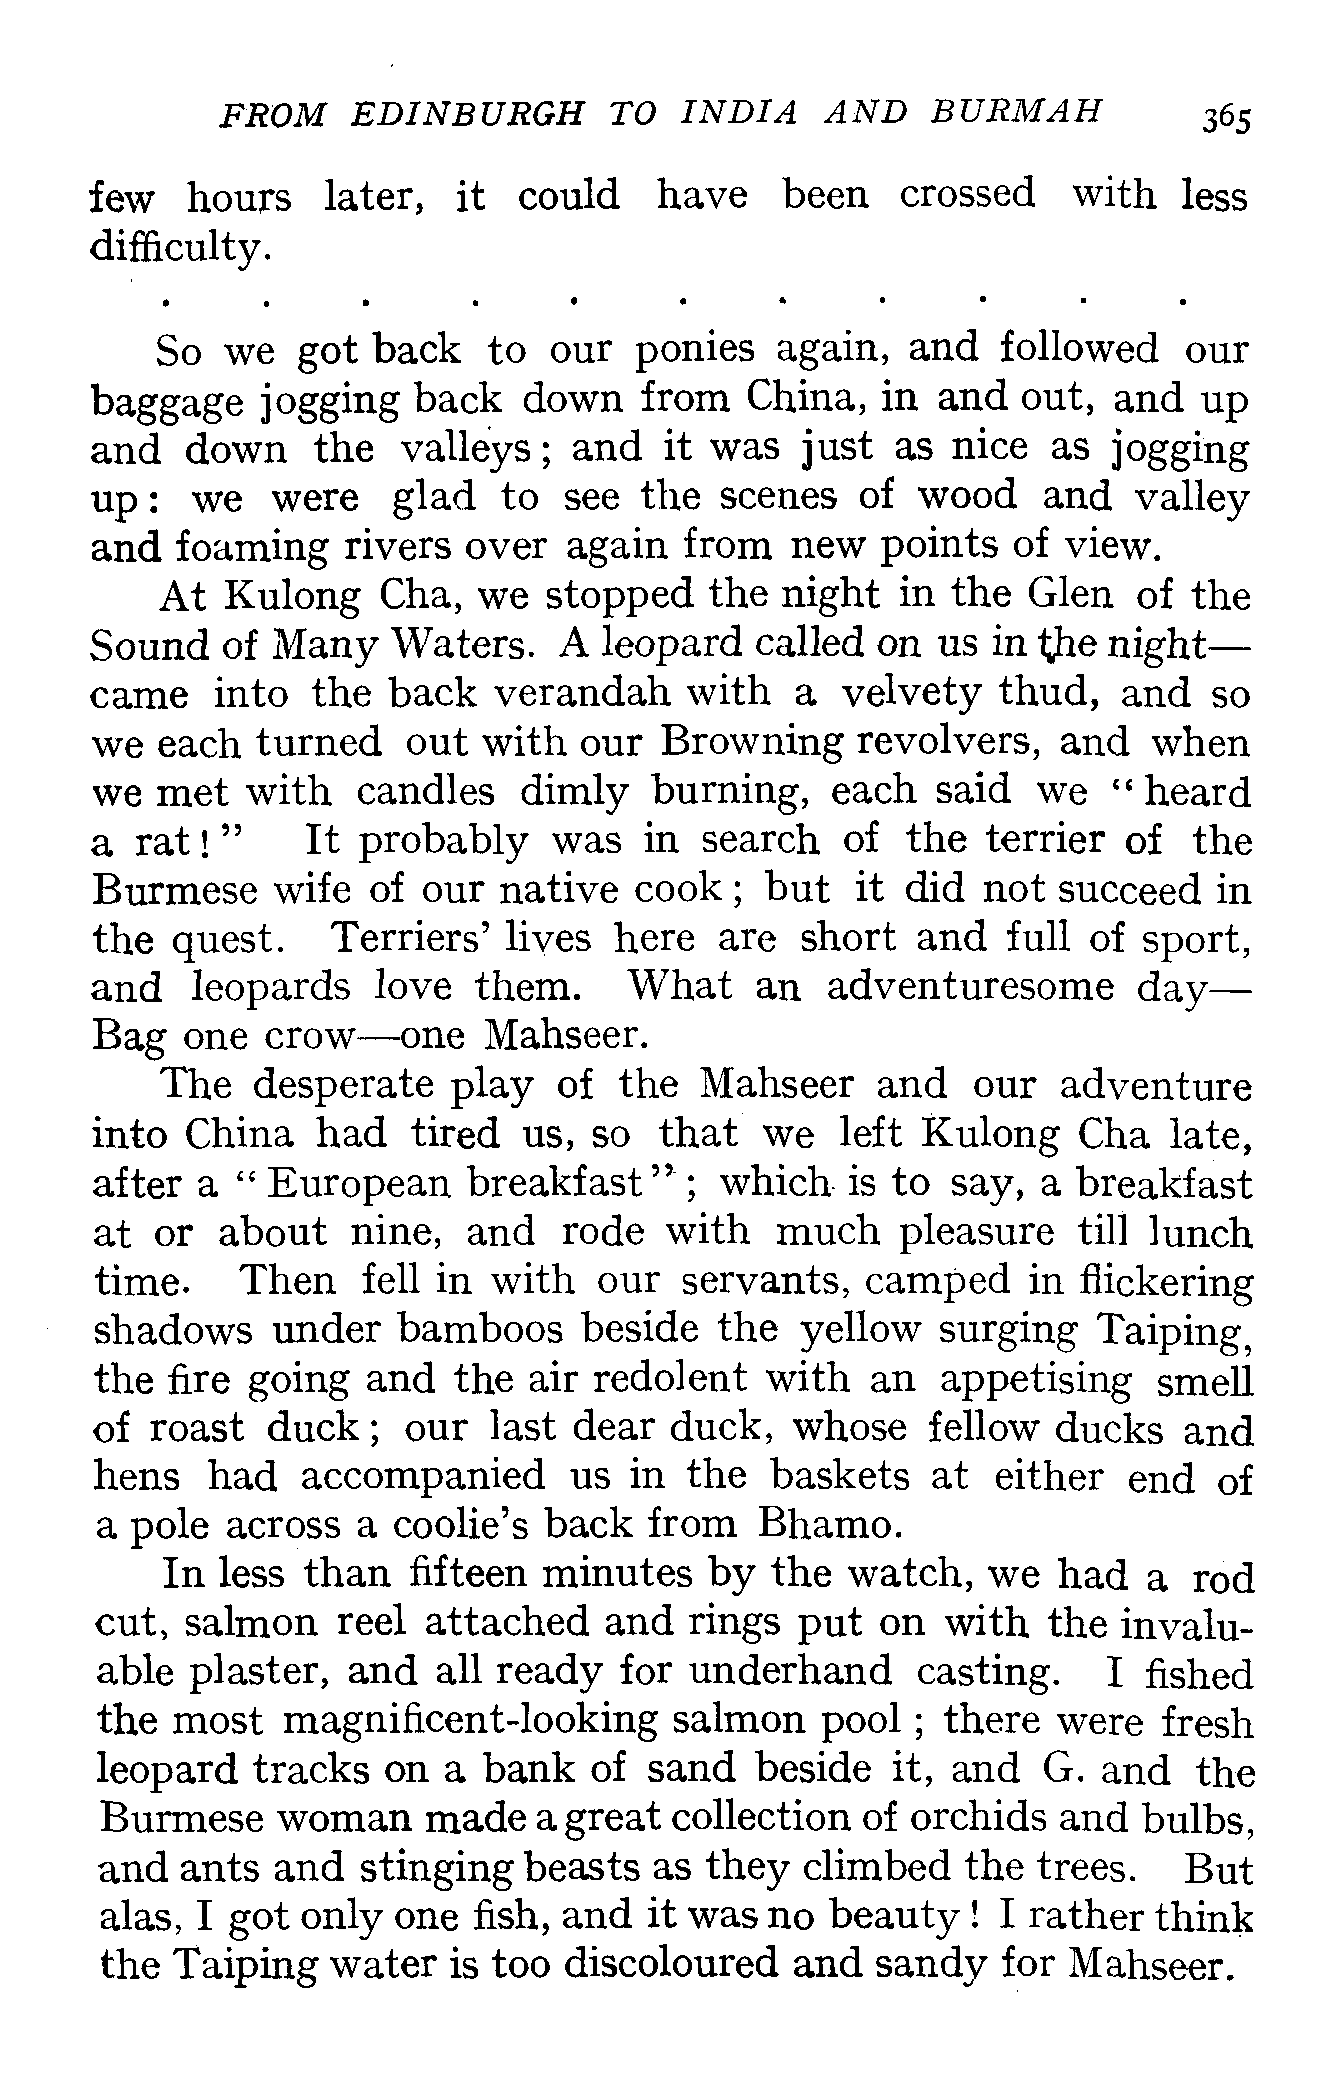 FROM EDINBURGH TO INDIA AND BURMAH 365
few hours later, it could have been crossed with less
difficulty.
. . . . . . . . . . .
So we got back to our ponies again, and followed our
baggage jogging back down from China, in and out, and up
and down the valleys; and it was just as nice as jogging
up: we were glad to see the scenes of wood and valley
and foaming rivers over again from new points of view.
At Kulong Cha, we stopped the night in the Glen of the
Sound of Many Waters. A leopard called on us in the night—
came into the back verandah with a velvety thud, and so
we each turned out with our Browning revolvers, and when
we met with candles dimly burning, each said we “heard
a rat!” It probably was in search of the terrier of the
Burmese wife of our native cook; but it did not succeed in
the quest. Terriers’ lives here are short and full of sport,
and leopards love them. What an adventuresome day—
Bag one crow—one Mahseer.
The desperate play of the Mahseer and our adventure
into China had tired us, so that we left Kulong Cha late,
after a “European breakfast”; which is to say, a breakfast
at or about nine, and rode with much pleasure till lunch
time. Then fell in with our servants, camped in flickering
shadows under bamboos beside the yellow surging Taiping,
the fire going and the air redolent with an appetising smell
of roast duck; our last dear duck, whose fellow ducks and
hens had accompanied us in the baskets at either end of
a pole across a coolie’s back from Bhamo.
In less than fifteen minutes by the watch, we had a rod
cut, salmon reel attached and rings put on with the invalu-
able plaster, and all ready for underhand casting. I fished
the most magnificent-looking salmon pool; there were fresh
leopard tracks on a bank of sand beside it, and G. and the
Burmese woman made a great collection of orchids and bulbs,
and ants and stinging beasts as they climbed the trees. But
alas, I got only one fish, and it was no beauty! I rather think
the Taiping water is too discoloured and sandy for Mahseer.